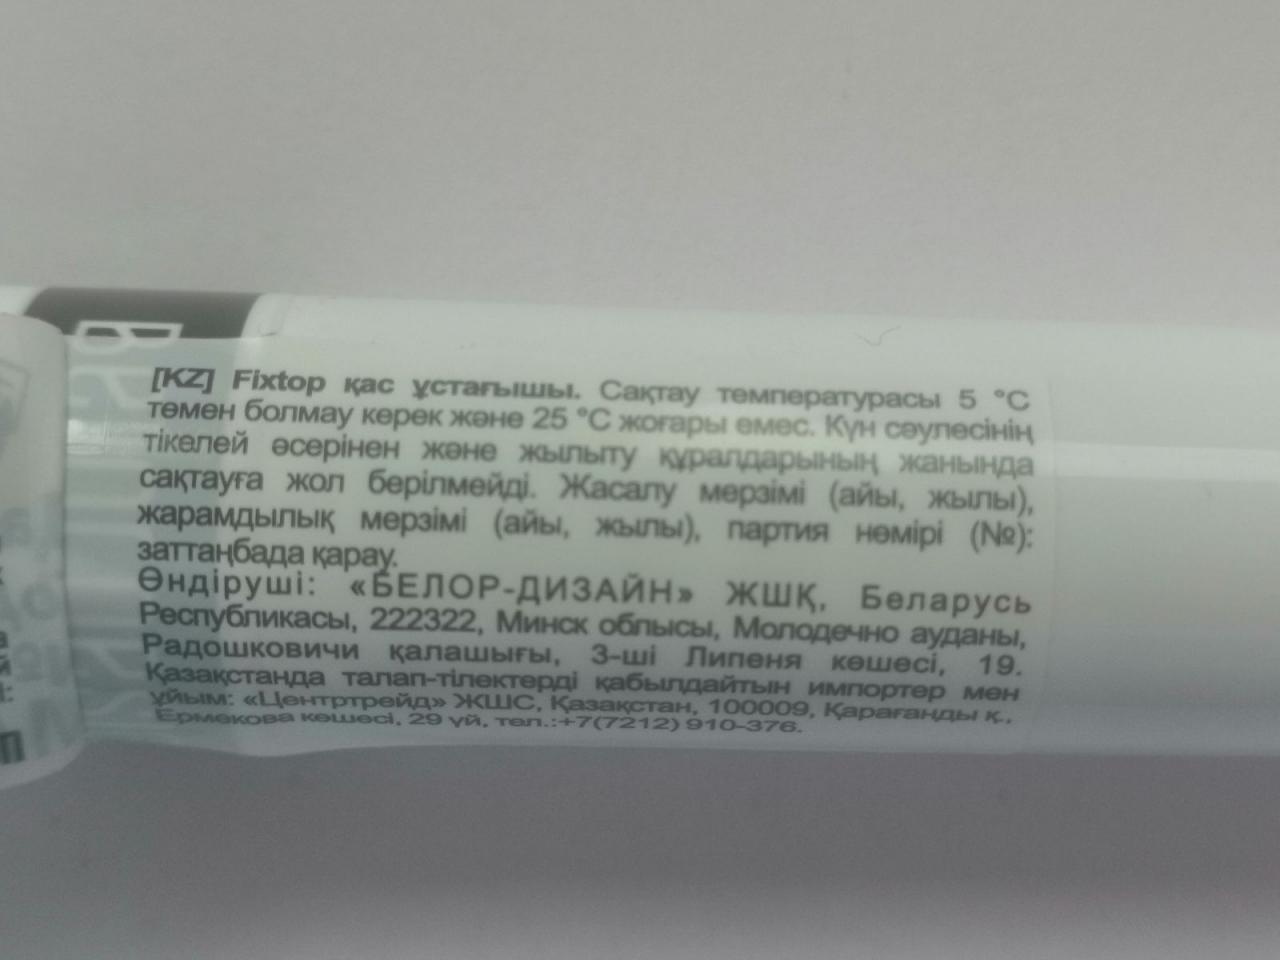 [KZ] Fixtop қас ұстағышы. Сақтау температурасы 5 °C
төмен болмау керек және 25 °C жоғары емес. Күн сәулесінің
тікелей әсерінен және жылыту құралдарының жанында
сақтауға жол берілмейді. Жасалу мерзімі (айы, жылы),
жарамдылық мерзімі (айы, жылы), партия нөмірі (№):
заттаңбада қарау.
Өндіруші: «БЕЛОР-ДИЗАЙН» ЖШҚ, Беларусь
Республикасы, 222322, Минск облысы, Молодечно ауданы,
Радошковичи қалашығы, 3-ші Липеня көшесі, 19.
Қазақстанда талап-тілектерді қабылдайтын импортер мен
ұйым: «Центртрейд» ЖШС, Қазақстан, 100009, Қарағанды қ.,
Ермекова көшесі, 29 үй, тел.:+7(7212) 910-376.